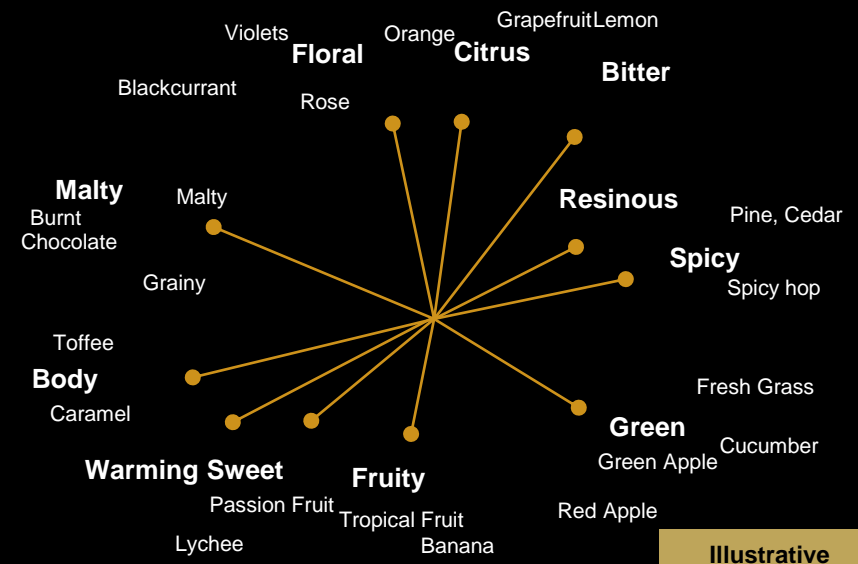 GrapefruitLemon
Violets
Orange
Floral
Citrus
Bitter
Blackcurrant
Rose
Malty
Malty
Resinous
Burnt
Chocolate
Pine, Cedar
Spicy
Grainy
Spicy hop
Toffee
Body
Fresh Grass
Caramel
Green
Cucumber
Green Apple
Warming Sweet
Fruity
Passion Fruit
Tropical Fruit
Red Apple
Lychee
Banana
Illustrative